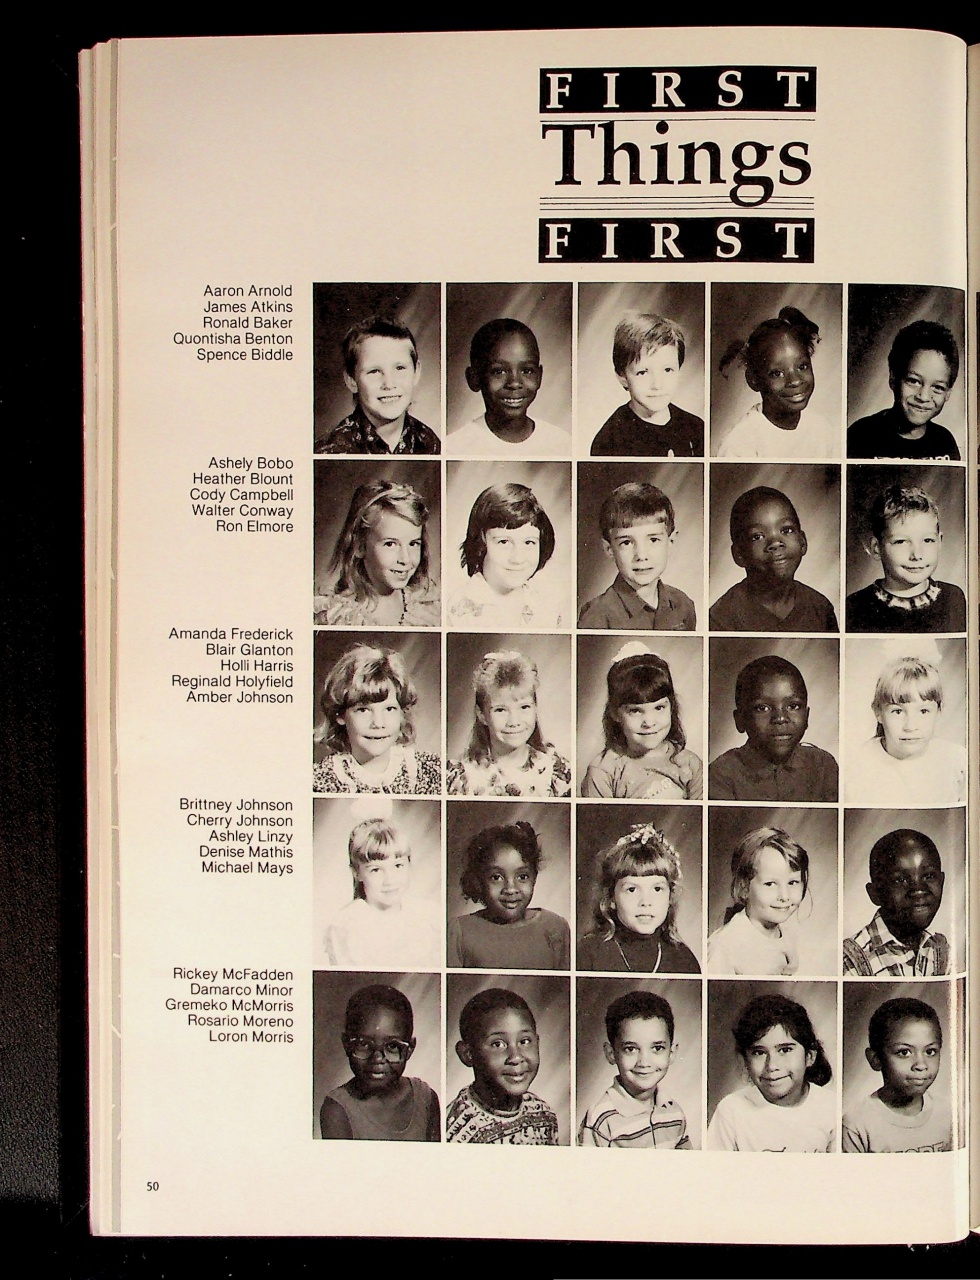 FIRST
Things
FIRST
Aaron Arnold
James Atkins
Ronald Baker
Quontisha Benton
Spence Biddle
Ashely Bobo
Heather Blount
Cody Campbell
Walter Conway
Ron Elmore
Amanda Frederick
Blair Glanton
Holli Harris
Reginald Holyfield
Amber Johnson
Brittney Johnson
Cherry Johnson
Ashley Linzy
Denise Mathis
Michael Mays
Rickey McFadden
Damarco Minor
Gremeko McMorris
Rosario Moreno
Loron Morris
50